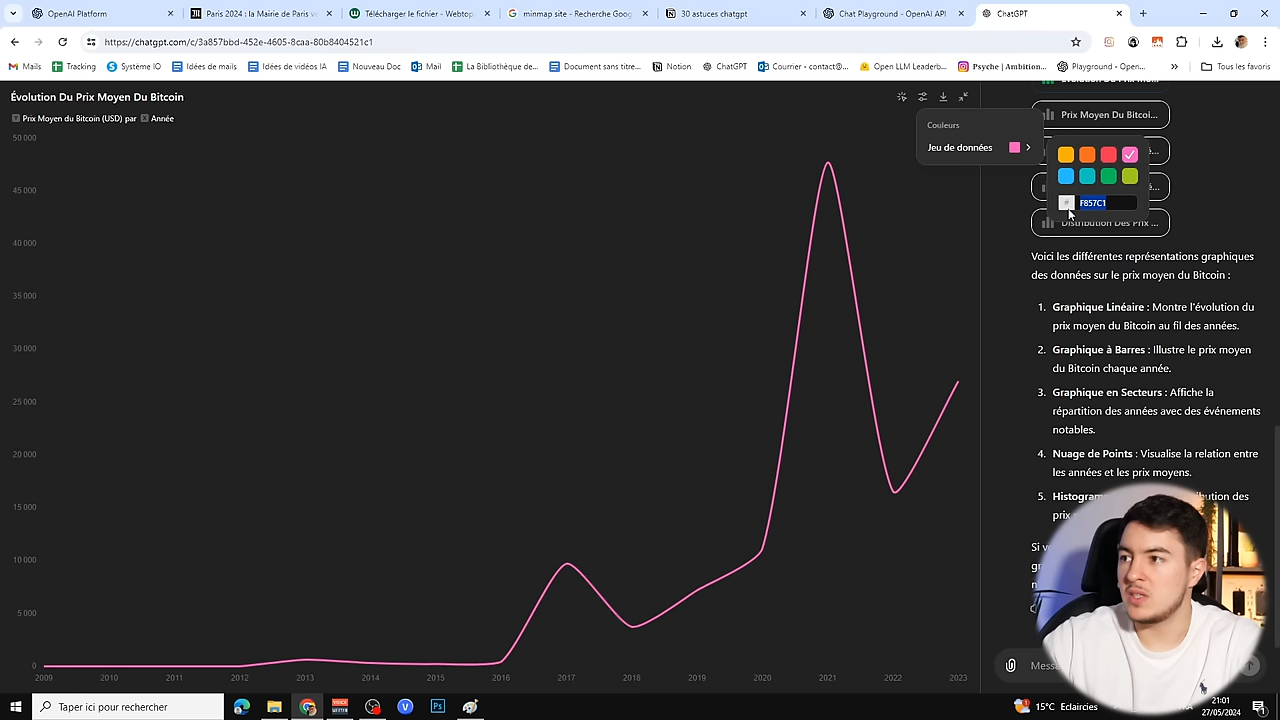 OpenAI Platform
Paris 2024 : la Mairie de Paris v
Télécharger le fichier - Webtop
minmap site - Recherche Goog
30 astuces chatgpt
Chat Playground - OpenAI API
ChatGPT
https://chatgpt.com/c/3a857bbd-452e-4605-8caa-80b8404521c1
Mails
Tracking
Système IO
Idées de mails
Idées de vidéos IA
Nouveau Doc
Mail
La Bibliothèque de...
Document sans titre...
Notion
ChatGPT
Courrier • contact@...
Open LLM Leaderb...
Psyche | Ambition...
Playground - Open...
Tous les favoris
Évolution Du Prix Moyen Du Bitcoin
Y Prix Moyen du Bitcoin (USD) par X Année
50 000
45 000
40 000
35 000
30 000
25 000
20 000
15 000
10 000
5 000
0
2009 2010 2011 2012 2013 2014 2015 2016 2017 2018 2019 2020 2021 2022 2023
Couleurs
Jeu de données
# F857C1
Évolution Du Prix Mo...
Prix Moyen Du Bitcoi...
Distribution Des Prix ...
Voici les différentes représentations graphiques
des données sur le prix moyen du Bitcoin :
1. Graphique Linéaire : Montre l'évolution du
prix moyen du Bitcoin au fil des années.
2. Graphique à Barres : Illustre le prix moyen
du Bitcoin chaque année.
3. Graphique en Secteurs : Affiche la
répartition des années avec des événements
notables.
4. Nuage de Points : Visualise la relation entre
les années et les prix moyens.
5. des
prix
Si
Taper ici pour rechercher
15°C Eclaircies
21:01
27/05/2024